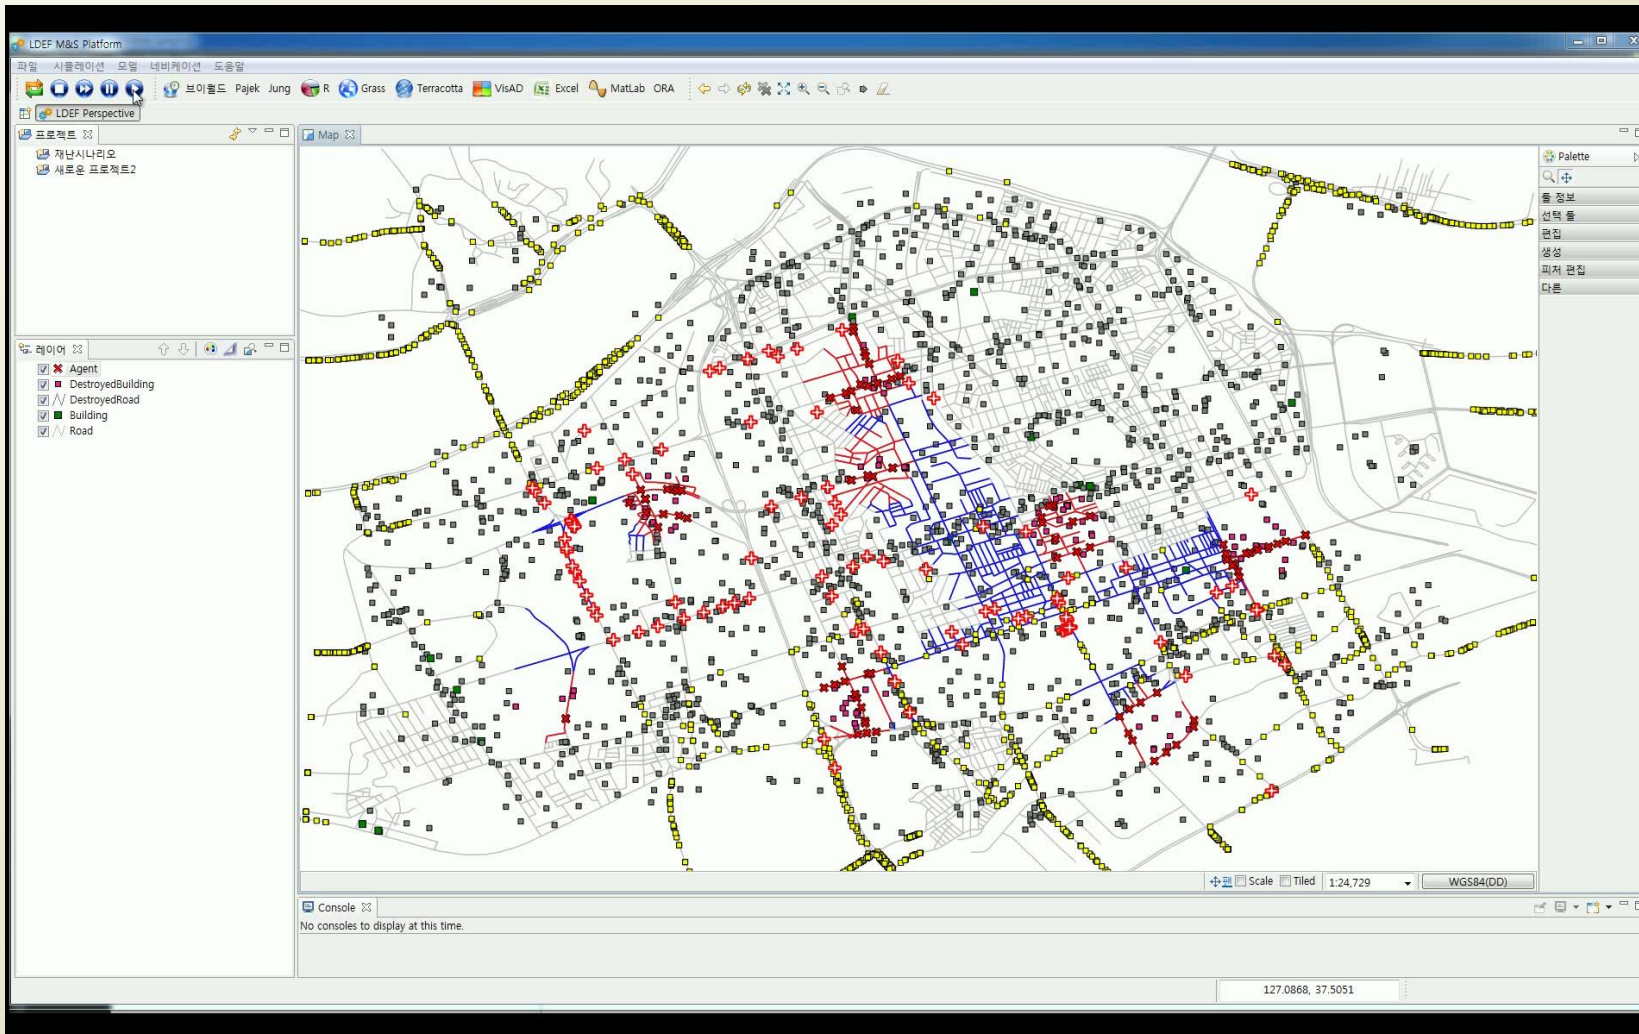 LDEF M&S Platform
파일 시뮬레이션 모델 네비게이션 도움말
브이월드 Pajek Jung R Grass Terracotta VisAD Excel MatLab ORA
LDEF Perspective
프로젝트
재난시나리오
새로운 프로젝트2
레이어
Agent
DestroyedBuilding
DestroyedRoad
Building
Road
Map
Palette
툴 정보
선택 툴
편집
생성
피처 편집
다른
Scale Tiled 1:24,729 WGS84(DD)
Console
No consoles to display at this time.
127.0868, 37.5051